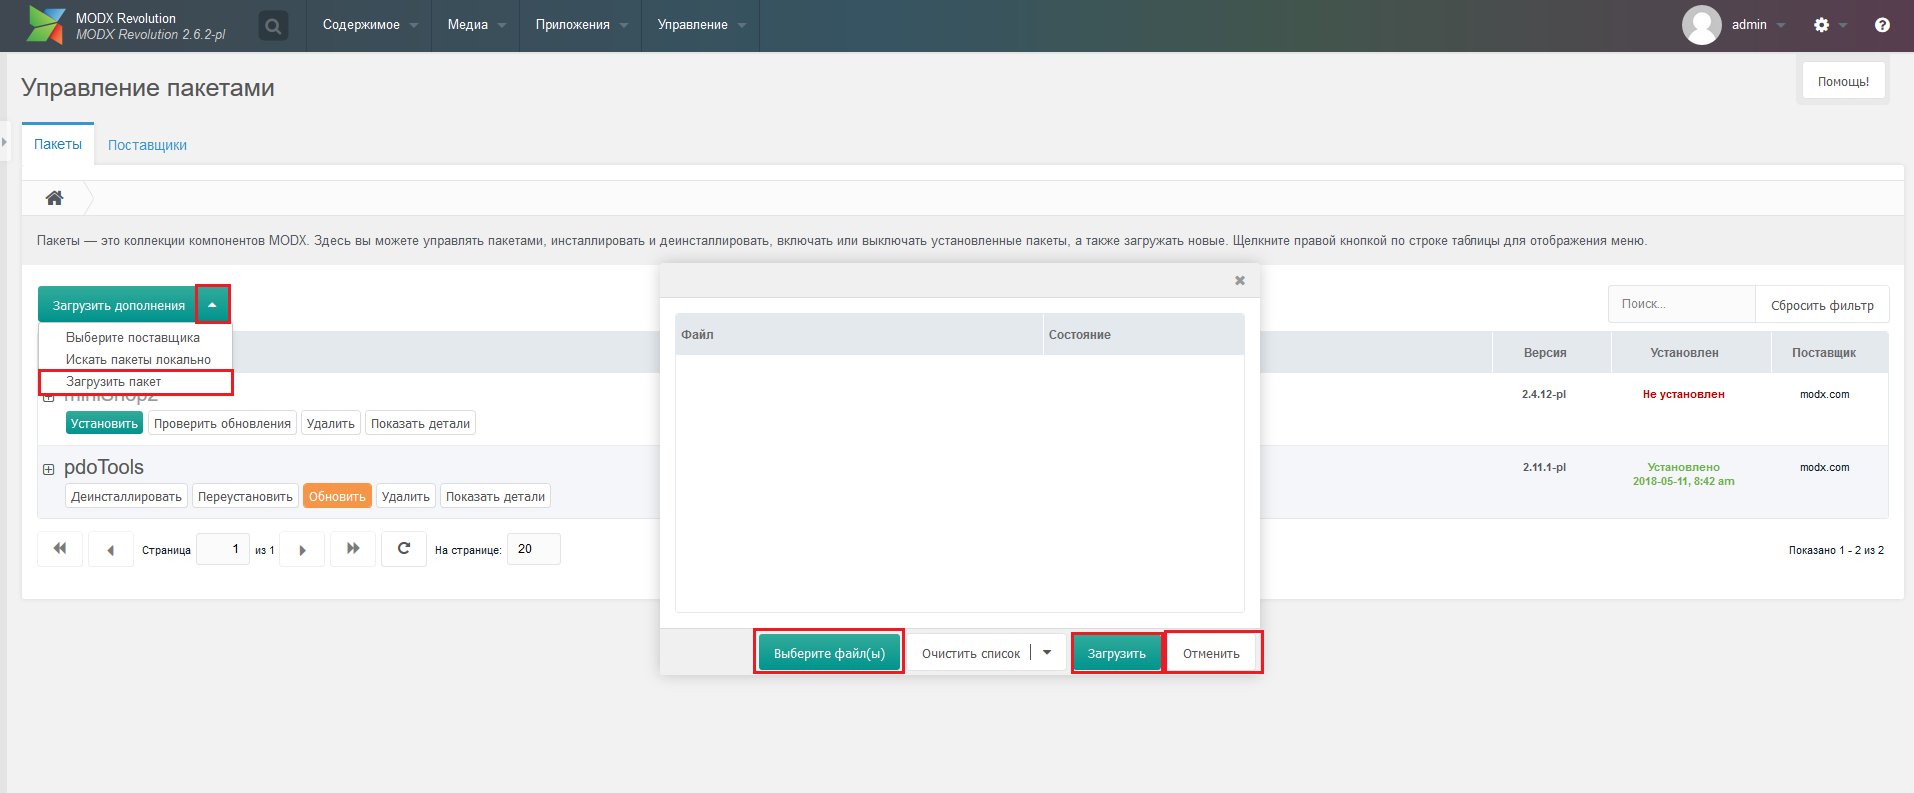 MODX Revolution
MODX Revolution 2.6.2-pl
Содержимое
Медиа
Приложения
Управление
admin
Управление пакетами
Помощь!
Пакеты
Поставщики
Пакеты — это коллекции компонентов MODX. Здесь вы можете управлять пакетами, инсталлировать и деинсталлировать, включать или выключать установленные пакеты, а также загружать новые. Щелкните правой кнопкой по строке таблицы для отображения меню.
Загрузить дополнения
Выберите поставщика
Искать пакеты локально
Загрузить пакет
Поиск...
Сбросить фильтр
Версия
Установлен
Поставщик
miniShop2
Установить
Проверить обновления
Удалить
Показать детали
2.4.12-pl
Не установлен
modx.com
pdoTools
Деинсталлировать
Переустановить
Обновить
Удалить
Показать детали
2.11.1-pl
Установлено
2018-05-11, 8:42 am
modx.com
Страница 1 из 1
На странице: 20
Показано 1 - 2 из 2
Файл
Состояние
Выберите файл(ы)
Очистить список
Загрузить
Отменить